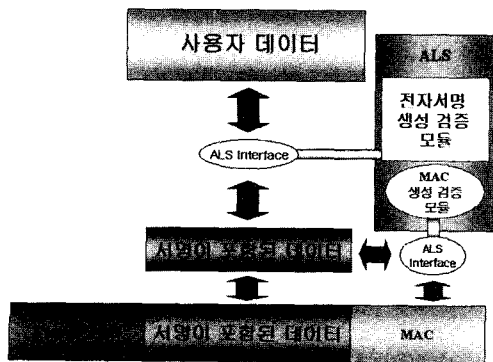 사용자 데이터
ALS
전자서명
생성 검증
모듈
ALS Interface
MAC
생성 검증
모듈
서명이 포함된 데이터
ALS
Interface
서명이 포함된 데이터
MAC